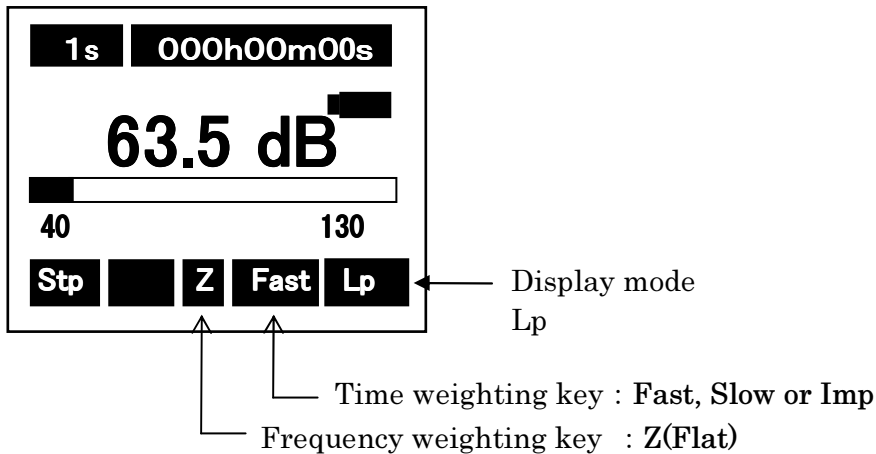 1s 000h00m00s
63.5 dB
40 130
Stp Z Fast Lp
Display mode
Lp
Time weighting key : Fast, Slow or Imp
Frequency weighting key : Z(Flat)